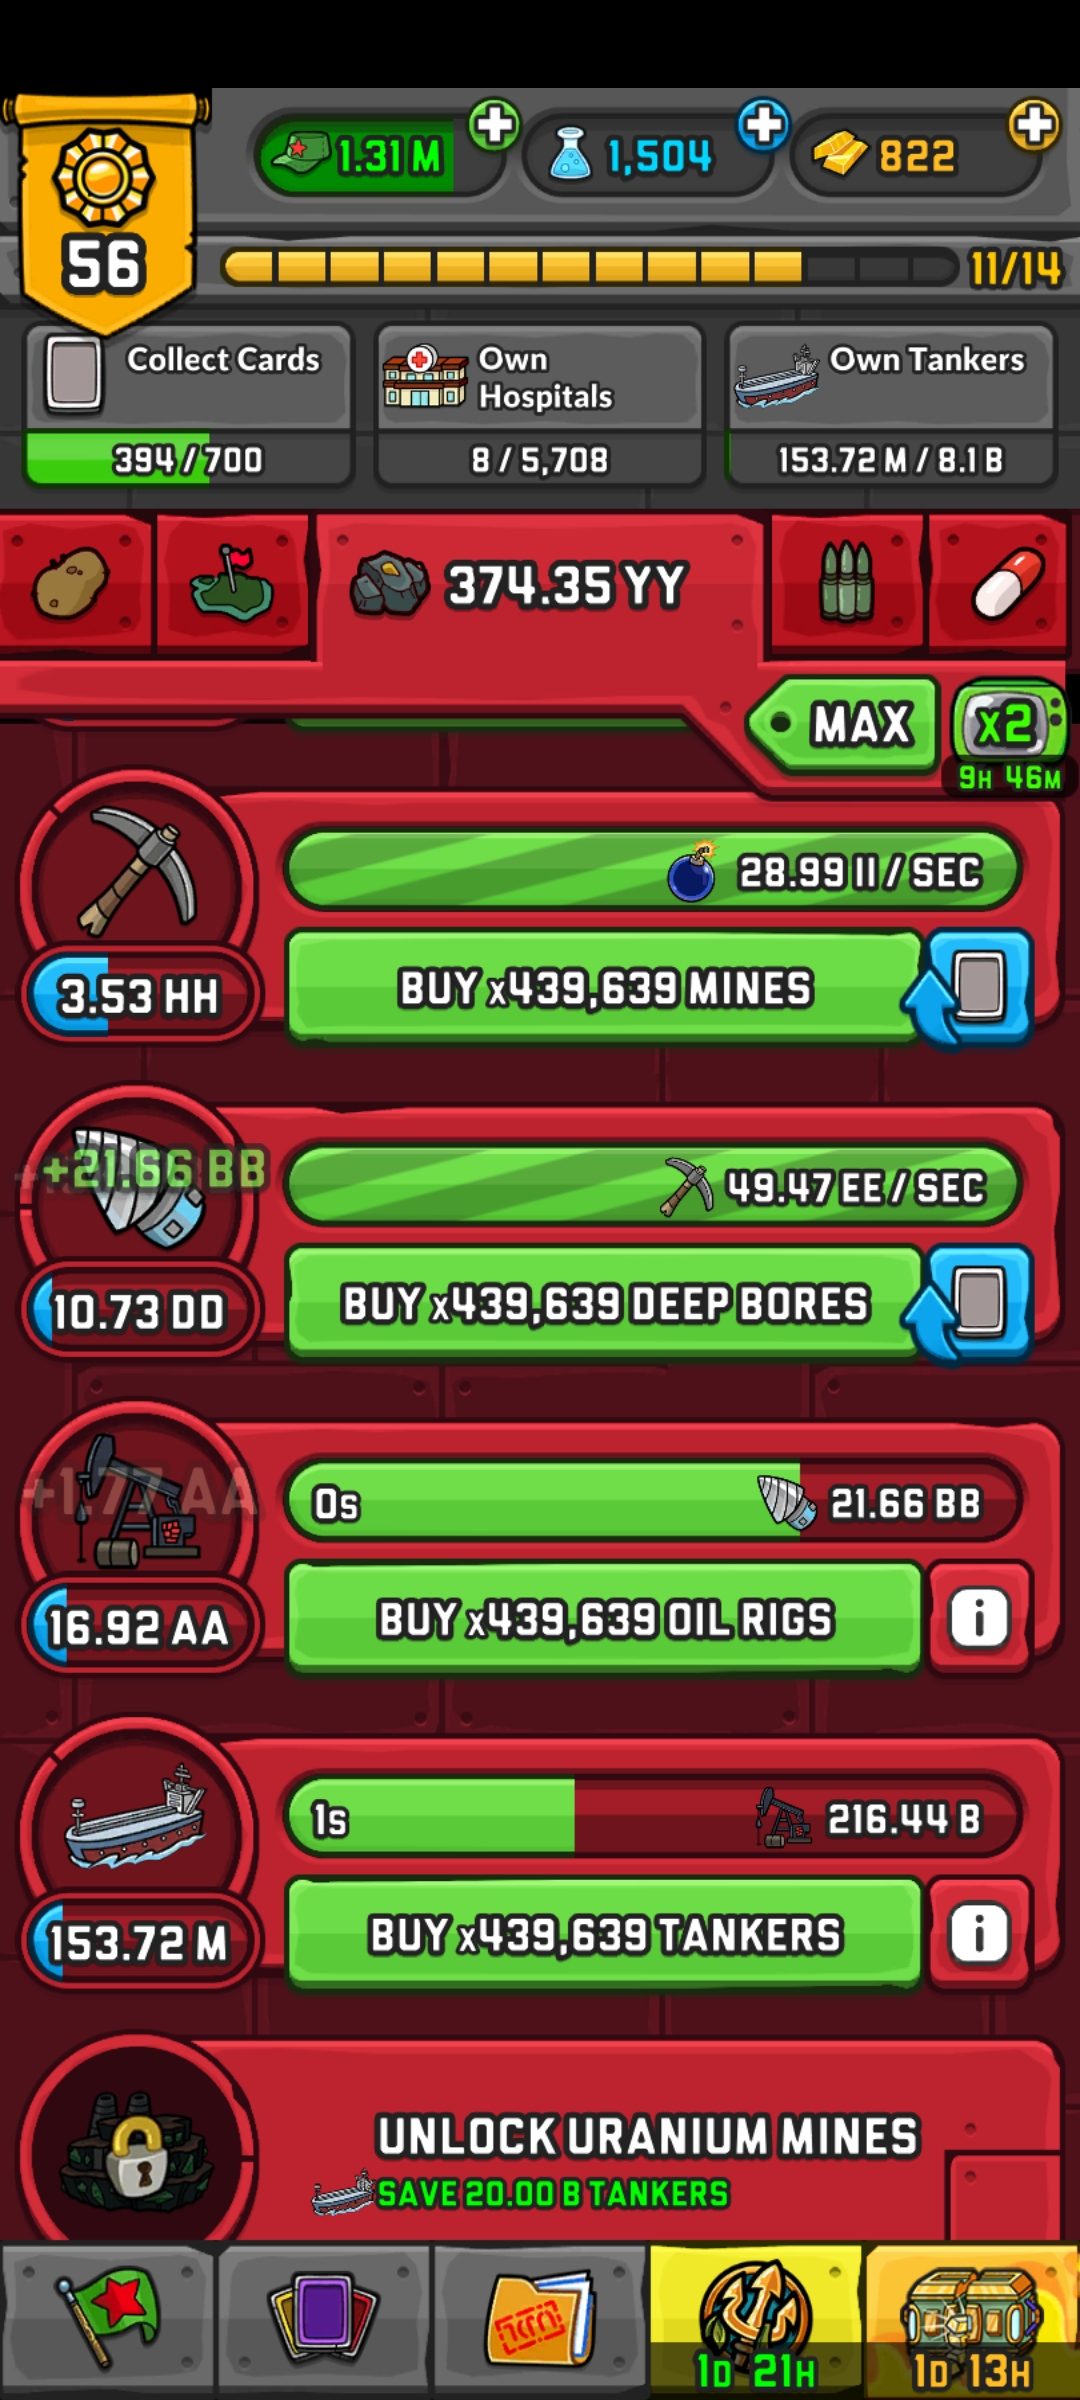 1.31 M
1,504
822
56
11/14
Collect Cards
394 / 700
Own
Hospitals
8 / 5,708
Own Tankers
153.72 M / 8.1 B
374.35 YY
MAX
x2
9H 46M
28.99 II / SEC
3.53 HH
BUY x439,639 MINES
+21.66 BB
49.47 EE / SEC
10.73 DD
BUY x439,639 DEEP BORES
+1.77 AA
0s
21.66 BB
16.92 AA
BUY x439,639 OIL RIGS
i
1s
216.44 B
153.72 M
BUY x439,639 TANKERS
i
UNLOCK URANIUM MINES
SAVE 20.00 B TANKERS
1D 21H
1D 13H